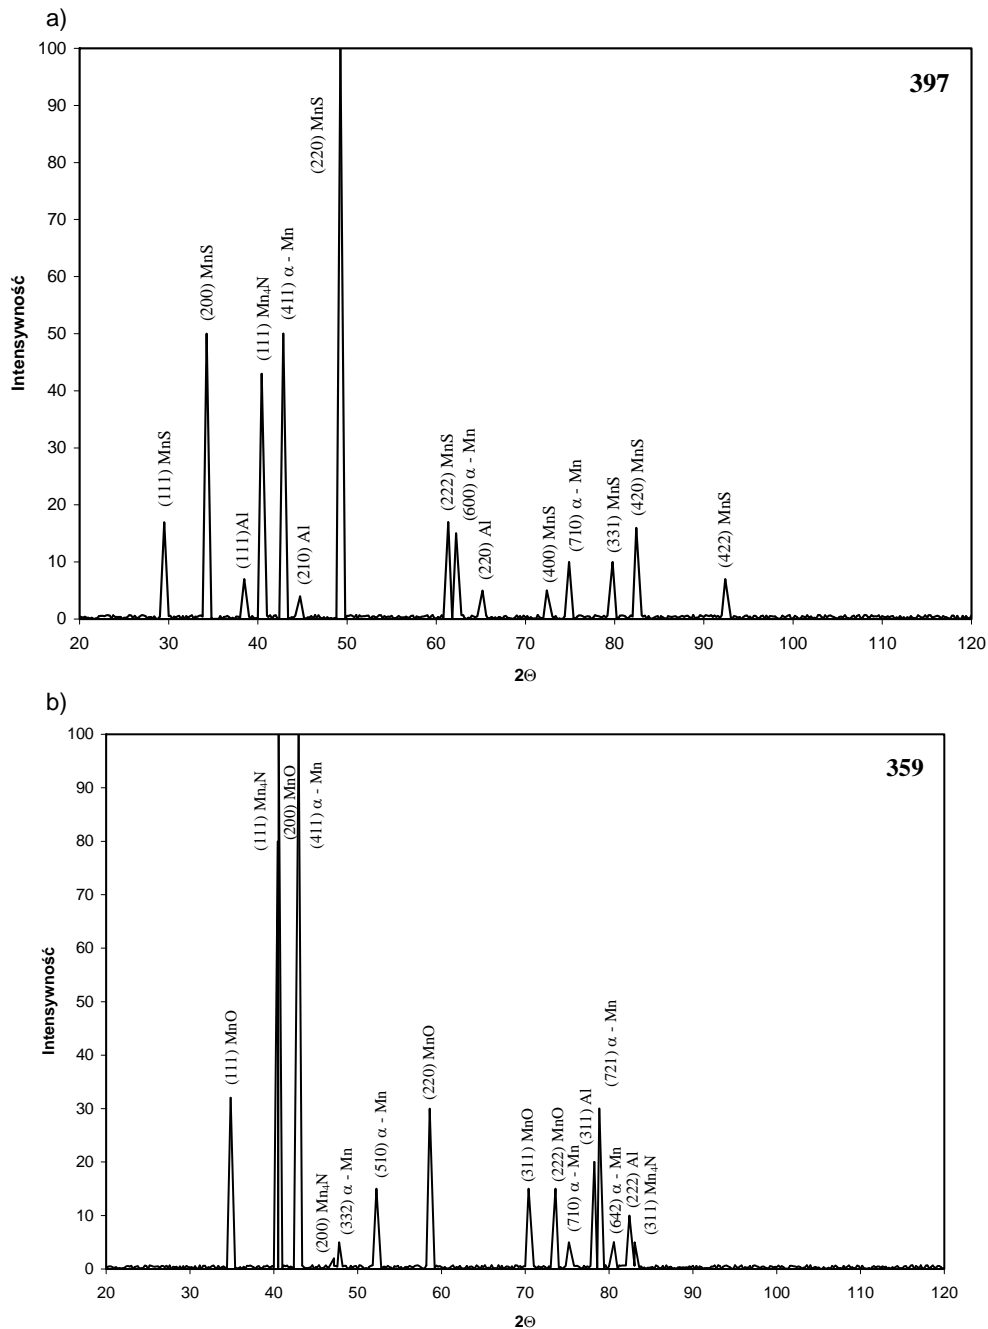 a)
397
Intensywność
100
90
80
70
60
50
40
30
20
10
0
(111) MnS
(200) MnS
(111)Al
(111) Mn₄N
(411) α - Mn
(210) Al
(220) MnS
(222) MnS
(600) α - Mn
(220) Al
(400) MnS
(710) α - Mn
(331) MnS
(420) MnS
(422) MnS
20 30 40 50 60 70 80 90 100 110 120
2Θ
b)
359
Intensywność
100
90
80
70
60
50
40
30
20
10
0
(111) MnO
(111) Mn₄N
(200) MnO
(411) α - Mn
(200) Mn₄N
(332) α - Mn
(510) α - Mn
(220) MnO
(311) MnO
(222) MnO
(710) α - Mn
(311) Al
(721) α - Mn
(642) α - Mn
(222) Al
(311) Mn₄N
20 30 40 50 60 70 80 90 100 110 120
2Θ